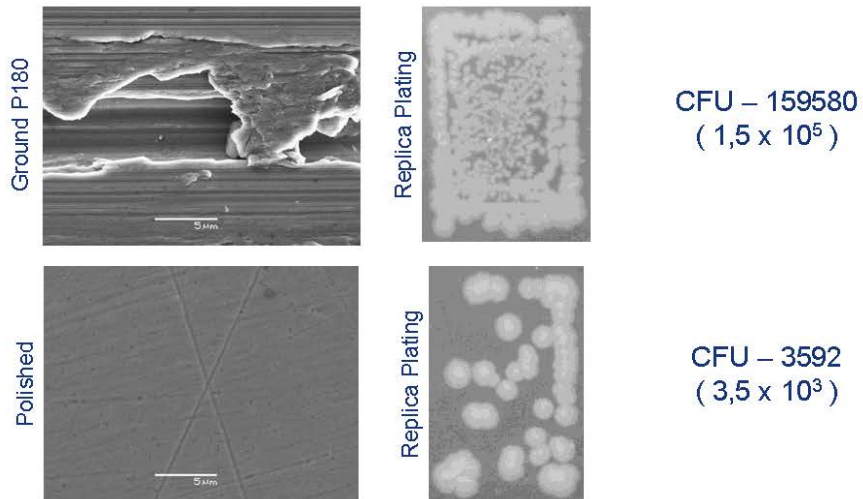 Ground P180
5 μm
Replica Plating
CFU – 159580
( 1,5 x 10⁵ )
Polished
5 μm
Replica Plating
CFU – 3592
( 3,5 x 10³ )